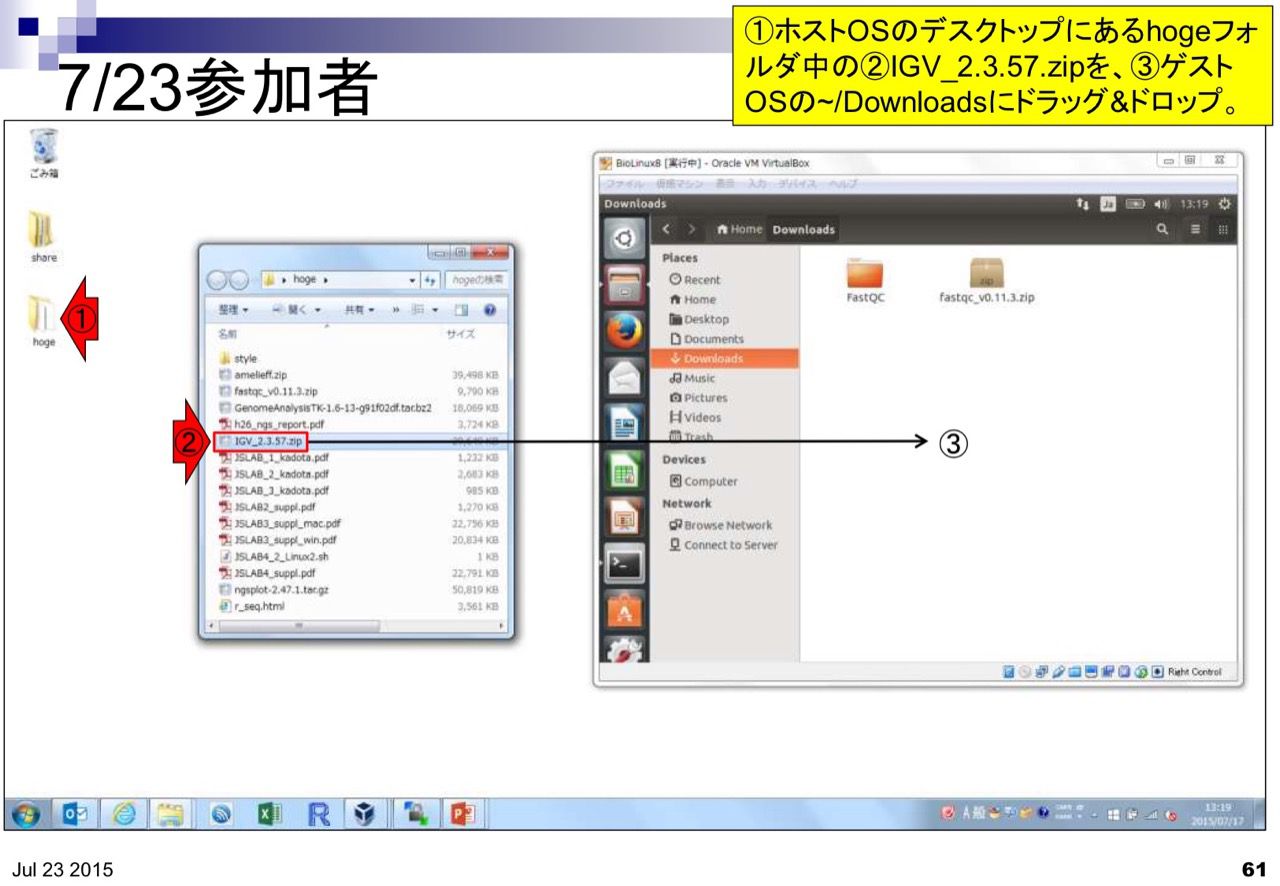 ①ホストOSのデスクトップにあるhogeフォ
ルダ中の②IGV_2.3.57.zipを、③ゲスト
OSの~/Downloadsにドラッグ&ドロップ。
7/23参加者
ごみ箱
share
hoge
①
hoge
hogeの検索
整理
開く
共有
»
名前
サイズ
style
amelieff.zip 39,498 KB
fastqc_v0.11.3.zip 9,790 KB
GenomeAnalysisTK-1.6-13-g91f02df.tar.bz2 18,069 KB
h26_ngs_report.pdf 3,724 KB
②
IGV_2.3.57.zip
③
JSLAB_1_kadota.pdf 1,232 KB
JSLAB_2_kadota.pdf 2,683 KB
JSLAB_3_kadota.pdf 985 KB
JSLAB2_suppl.pdf 1,270 KB
JSLAB3_suppl_mac.pdf 22,756 KB
JSLAB3_suppl_win.pdf 20,834 KB
JSLAB4_2_Linux2.sh 1 KB
JSLAB4_suppl.pdf 22,791 KB
ngsplot-2.47.1.tar.gz 50,819 KB
r_seq.html 3,561 KB
BioLinux8 [実行中] - Oracle VM VirtualBox
ファイル 仮想マシン 表示 入力 デバイス ヘルプ
Downloads
Ja
13:19
Home Downloads
Places
Recent
Home
Desktop
Documents
Downloads
Music
Pictures
Videos
Trash
Devices
Computer
Network
Browse Network
Connect to Server
FastQC
zip
fastqc_v0.11.3.zip
Right Control
A 般
13:19
2015/07/17
Jul 23 2015
61